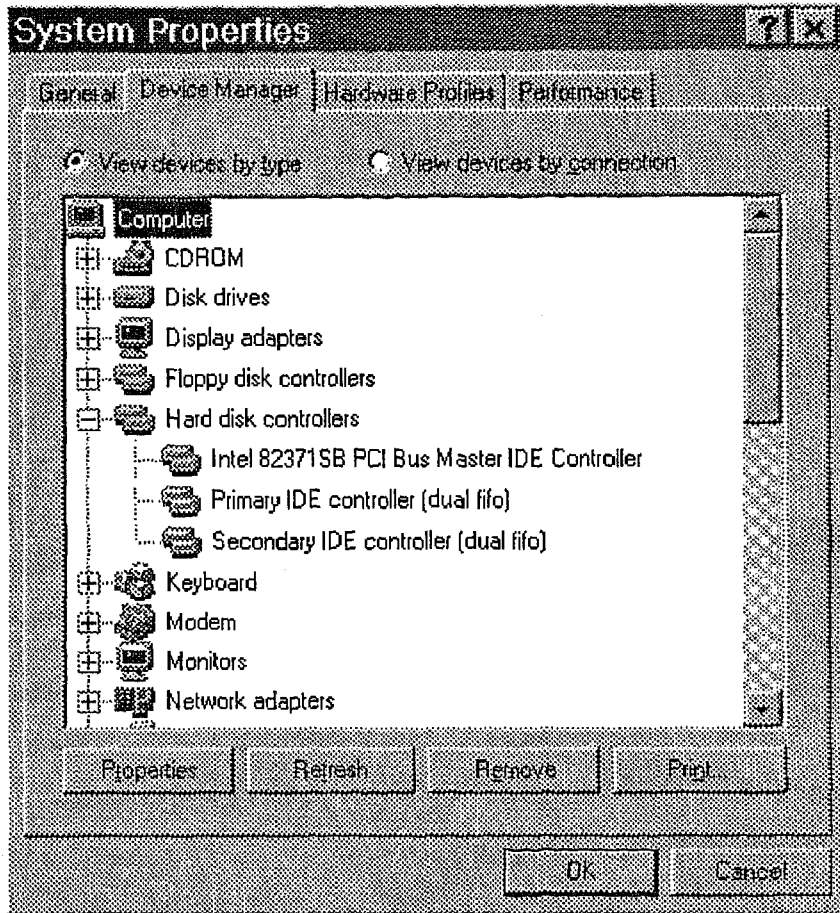 System Properties
General Device Manager Hardware Profiles Performance
View devices by type View devices by connection
Computer
CDROM
Disk drives
Display adapters
Floppy disk controllers
Hard disk controllers
Intel 82371SB PCI Bus Master IDE Controller
Primary IDE controller (dual fifo)
Secondary IDE controller (dual fifo)
Keyboard
Modem
Monitors
Network adapters
Properties Refresh Remove Print...
OK Cancel